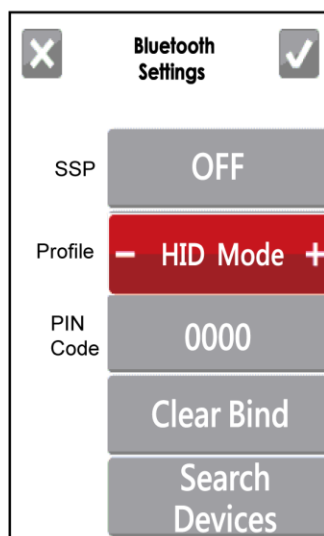 Bluetooth
Settings
SSP
OFF
Profile
- HID Mode +
PIN
Code
0000
Clear Bind
Search
Devices